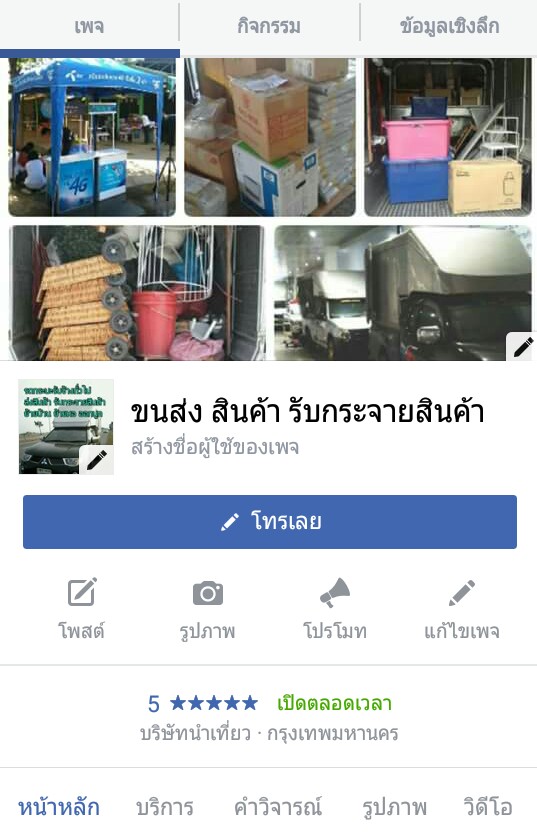 เพจ
กิจกรรม
ข้อมูลเชิงลึก
4G
ขนส่ง สินค้า รับกระจายสินค้า
สร้างชื่อผู้ใช้ของเพจ
โทรเลย
โพสต์
รูปภาพ
โปรโมท
แก้ไขเพจ
5 ★★★★★ เปิดตลอดเวลา
บริษัทนำเที่ยว · กรุงเทพมหานคร
หน้าหลัก
บริการ
คำวิจารณ์
รูปภาพ
วิดีโอ